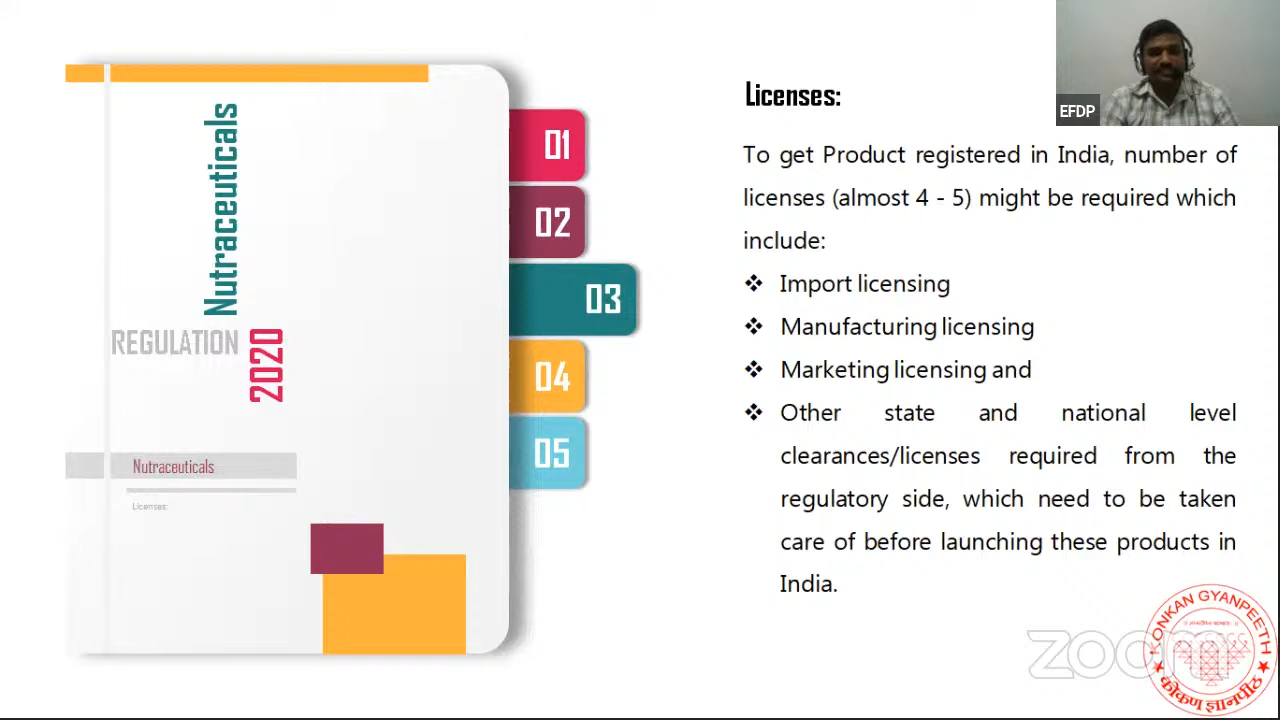 Nutraceuticals
REGULATION
2020
Nutraceuticals
Licenses:
01
02
03
04
05
Licenses:
To get Product registered in India, number of
licenses (almost 4 - 5) might be required which
include:
❖ Import licensing
❖ Manufacturing licensing
❖ Marketing licensing and
❖ Other state and national level
clearances/licenses required from the
regulatory side, which need to be taken
care of before launching these products in
India.
EFDP
zoom
KONKAN GYANPEETH
कोकण ज्ञानपीठ